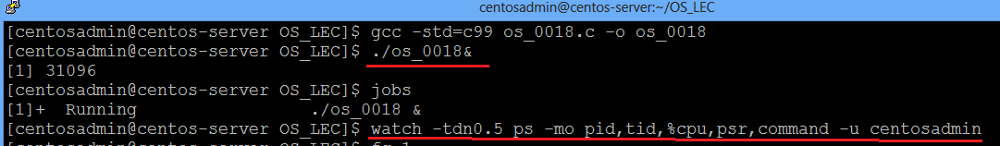 centosadmin@centos-server:~/OS_LEC
[centosadmin@centos-server OS_LEC]$ gcc -std=c99 os_0018.c -o os_0018
[centosadmin@centos-server OS_LEC]$ ./os_0018&
[1] 31096
[centosadmin@centos-server OS_LEC]$ jobs
[1]+  Running                 ./os_0018 &
[centosadmin@centos-server OS_LEC]$ watch -tdn0.5 ps -mo pid,tid,%cpu,psr,command -u centosadmin